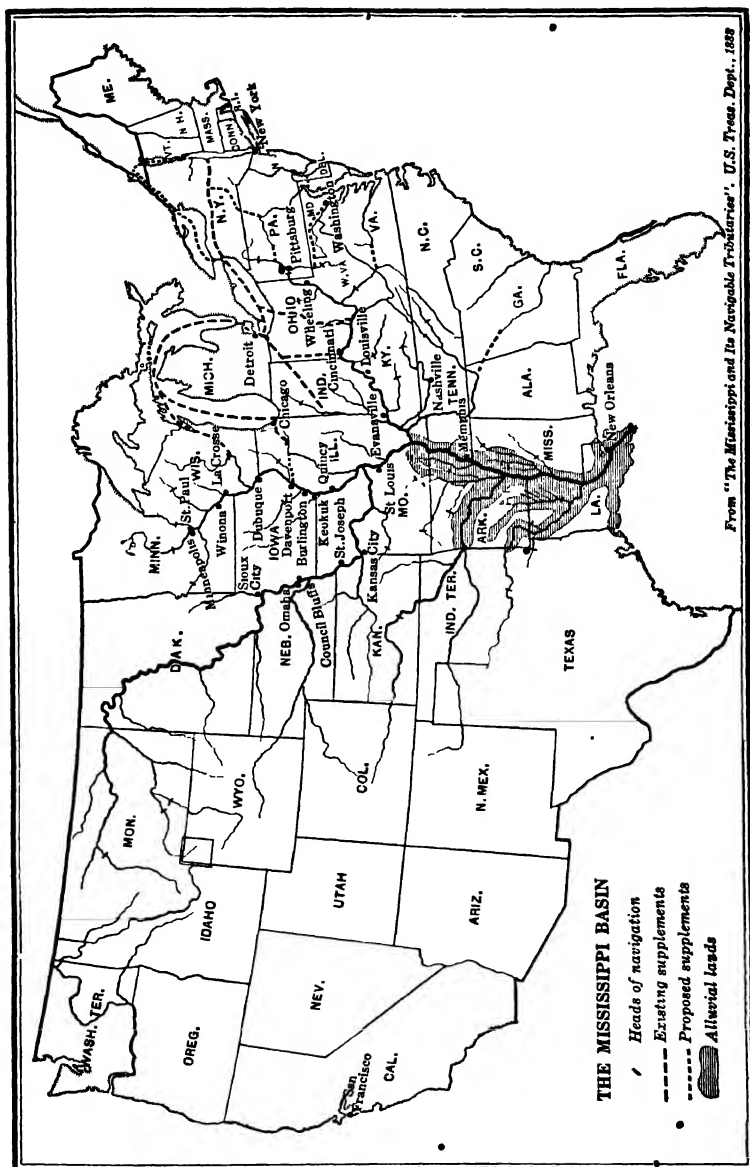 ME.
VT.
N H.
MASS.
CONN.
R.I.
New York
N.Y.
N
PA.
Pittsburg
MD
DEL.
Washington
W.VA
VA.
N.C.
S.C.
GA.
FLA.
OHIO
Wheeling
Cincinnati
Louisville
KY.
Nashville
TENN.
Memphis
ALA.
MISS.
New Orleans
LA.
ARK.
MICH.
Detroit
IND.
Chicago
ILL.
Quincy
Evansville
WIS.
La Crosse
St. Paul
Minneapolis
MINN.
Winona
Dubuque
IOWA
Davenport
Burlington
Keokuk
St. Joseph
St Louis
MO.
Kansas City
Sioux
City
Omaha
Council Bluffs
NEB.
DAK.
KAN.
IND. TER.
TEXAS
MON.
WYO.
COL.
N. MEX.
IDAHO
UTAH
ARIZ.
WASH. TER.
OREG.
NEV.
CAL.
San
Francisco
THE MISSISSIPPI BASIN
Heads of navigation
Existing supplements
Proposed supplements
Alluvial lands
From "The Mississippi and Its Navigable Tributaries". U.S. Treas. Dept., 1888